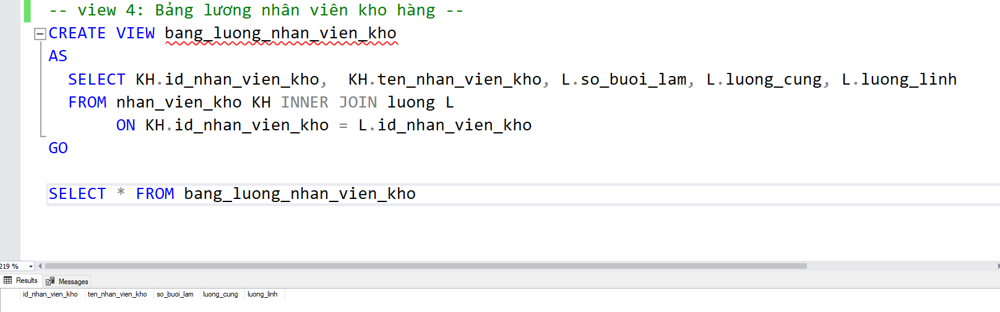 -- view 4: Bảng lương nhân viên kho hàng --
CREATE VIEW bang_luong_nhan_vien_kho
AS
SELECT KH.id_nhan_vien_kho,  KH.ten_nhan_vien_kho, L.so_buoi_lam, L.luong_cung, L.luong_linh
FROM nhan_vien_kho KH INNER JOIN luong L
ON KH.id_nhan_vien_kho = L.id_nhan_vien_kho
GO
SELECT * FROM bang_luong_nhan_vien_kho
219 %
Results Messages
id_nhan_vien_kho ten_nhan_vien_kho so_buoi_lam luong_cung luong_linh